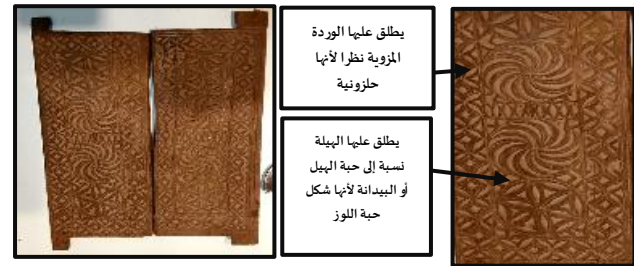 يطلق عليها الوردة
المزوية نظرا لأنها
حلزونية
يطلق عليها الهيلة
نسبة إلى حبة الهيل
أو البيدانة لأنها شكل
حبة اللوز